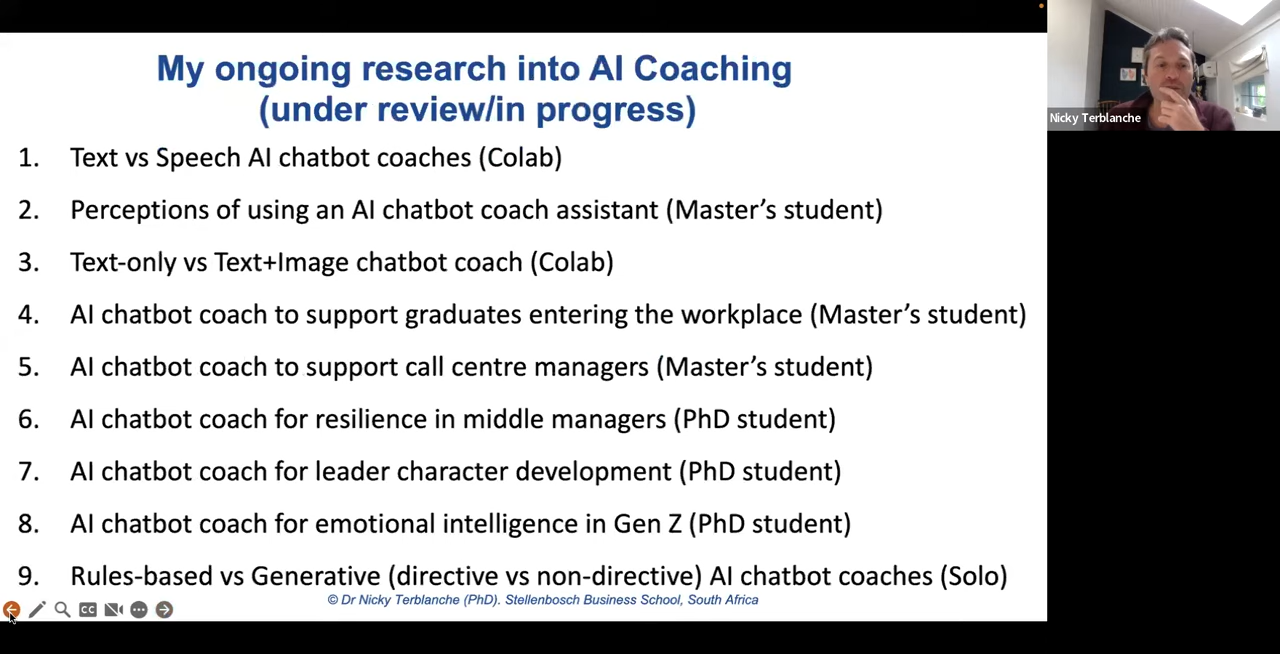 My ongoing research into AI Coaching
(under review/in progress)
1. Text vs Speech AI chatbot coaches (Colab)
2. Perceptions of using an AI chatbot coach assistant (Master’s student)
3. Text-only vs Text+Image chatbot coach (Colab)
4. AI chatbot coach to support graduates entering the workplace (Master’s student)
5. AI chatbot coach to support call centre managers (Master’s student)
6. AI chatbot coach for resilience in middle managers (PhD student)
7. AI chatbot coach for leader character development (PhD student)
8. AI chatbot coach for emotional intelligence in Gen Z (PhD student)
9. Rules-based vs Generative (directive vs non-directive) AI chatbot coaches (Solo)
© Dr Nicky Terblanche (PhD). Stellenbosch Business School, South Africa
CC
Nicky Terblanche